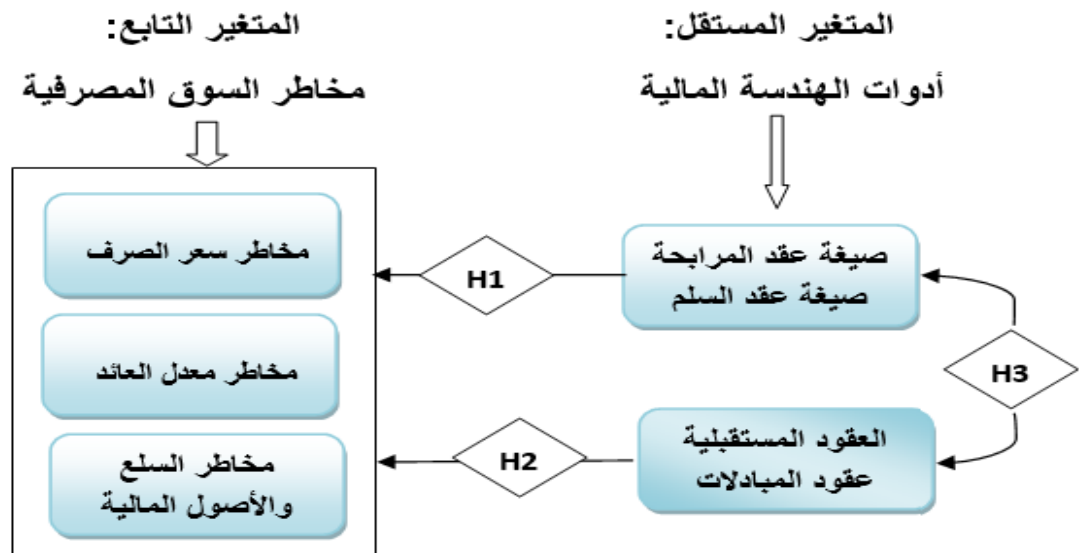 المتغير المستقل:
أدوات الهندسة المالية
المتغير التابع:
مخاطر السوق المصرفية
صيغة عقد المرابحة
صيغة عقد السلم
H1
مخاطر سعر الصرف
مخاطر معدل العائد
H3
العقود المستقبلية
عقود المبادلات
H2
مخاطر السلع
والأصول المالية